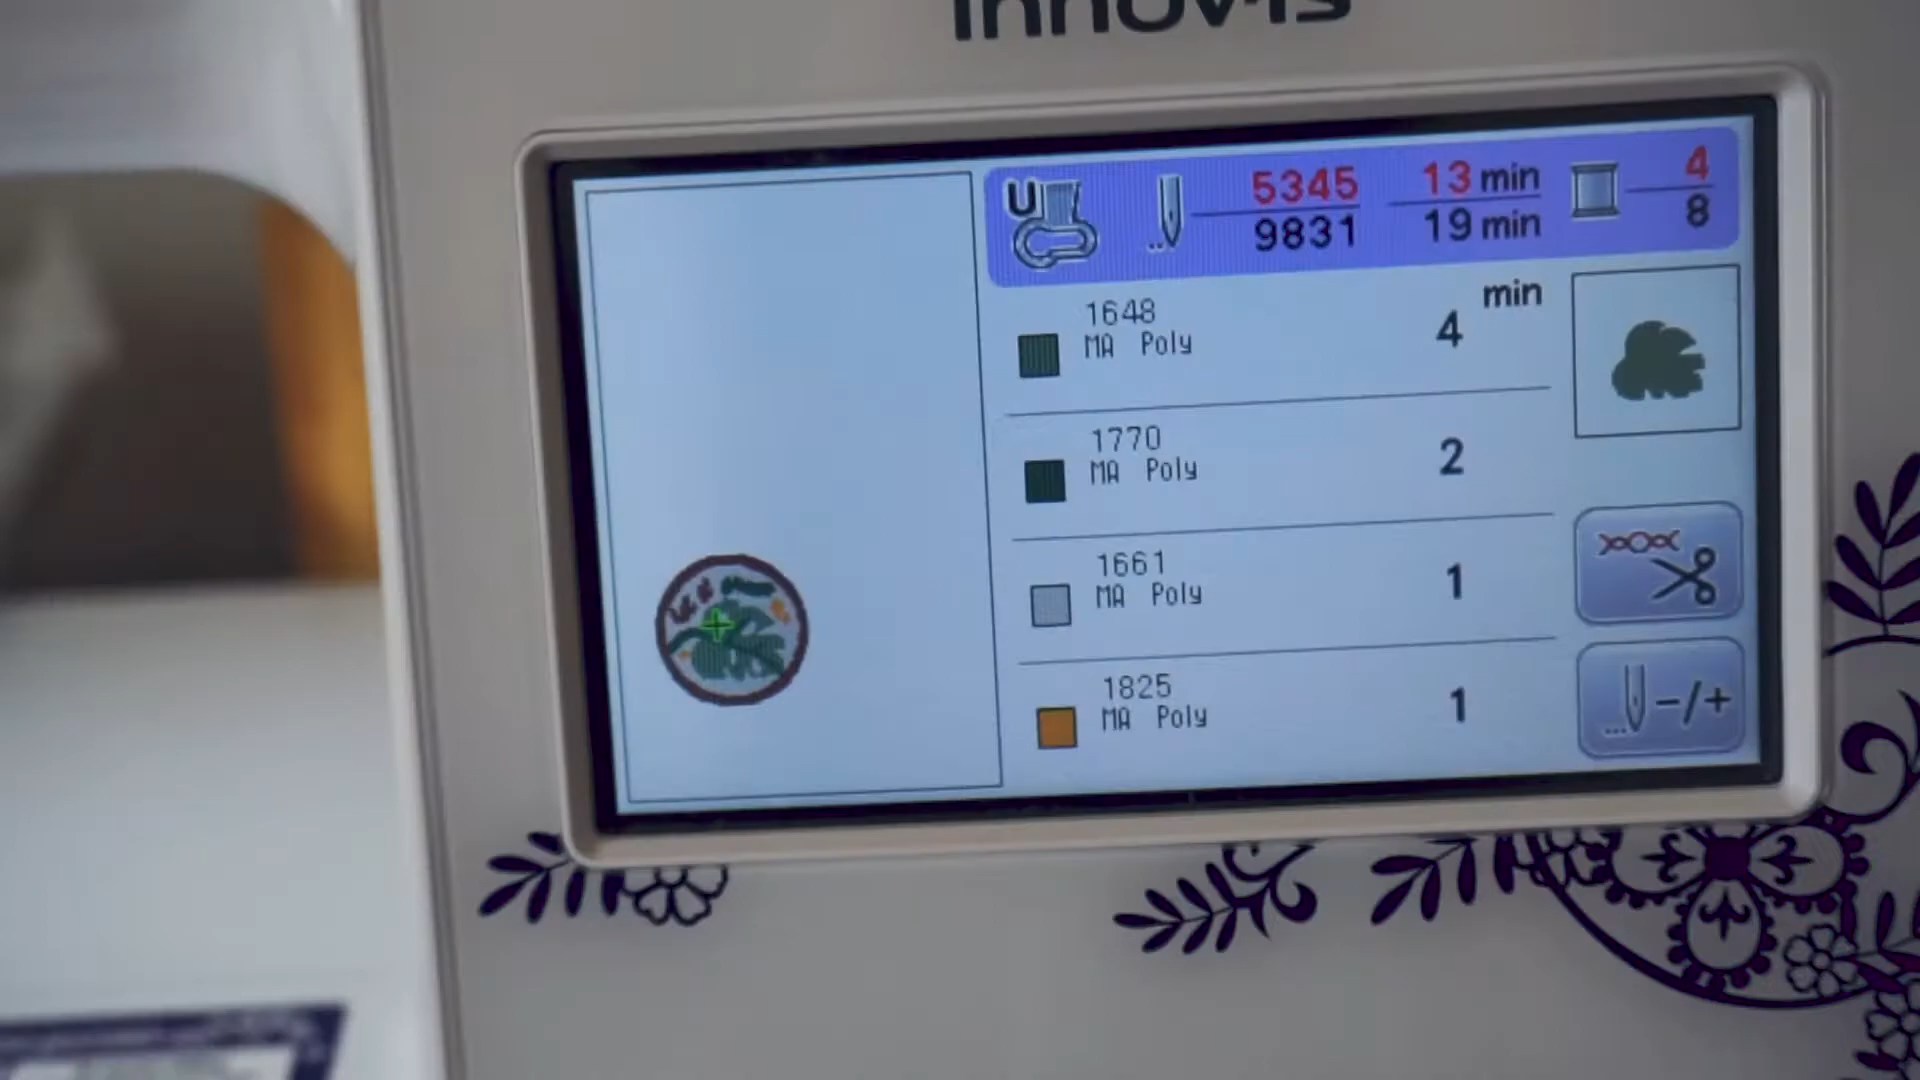 innov-is
U 5345 13 min 4
9831 19 min 8
min
1648
MA Poly 4
1770
MA Poly 2
1661
MA Poly 1
1825
MA Poly 1
-/+